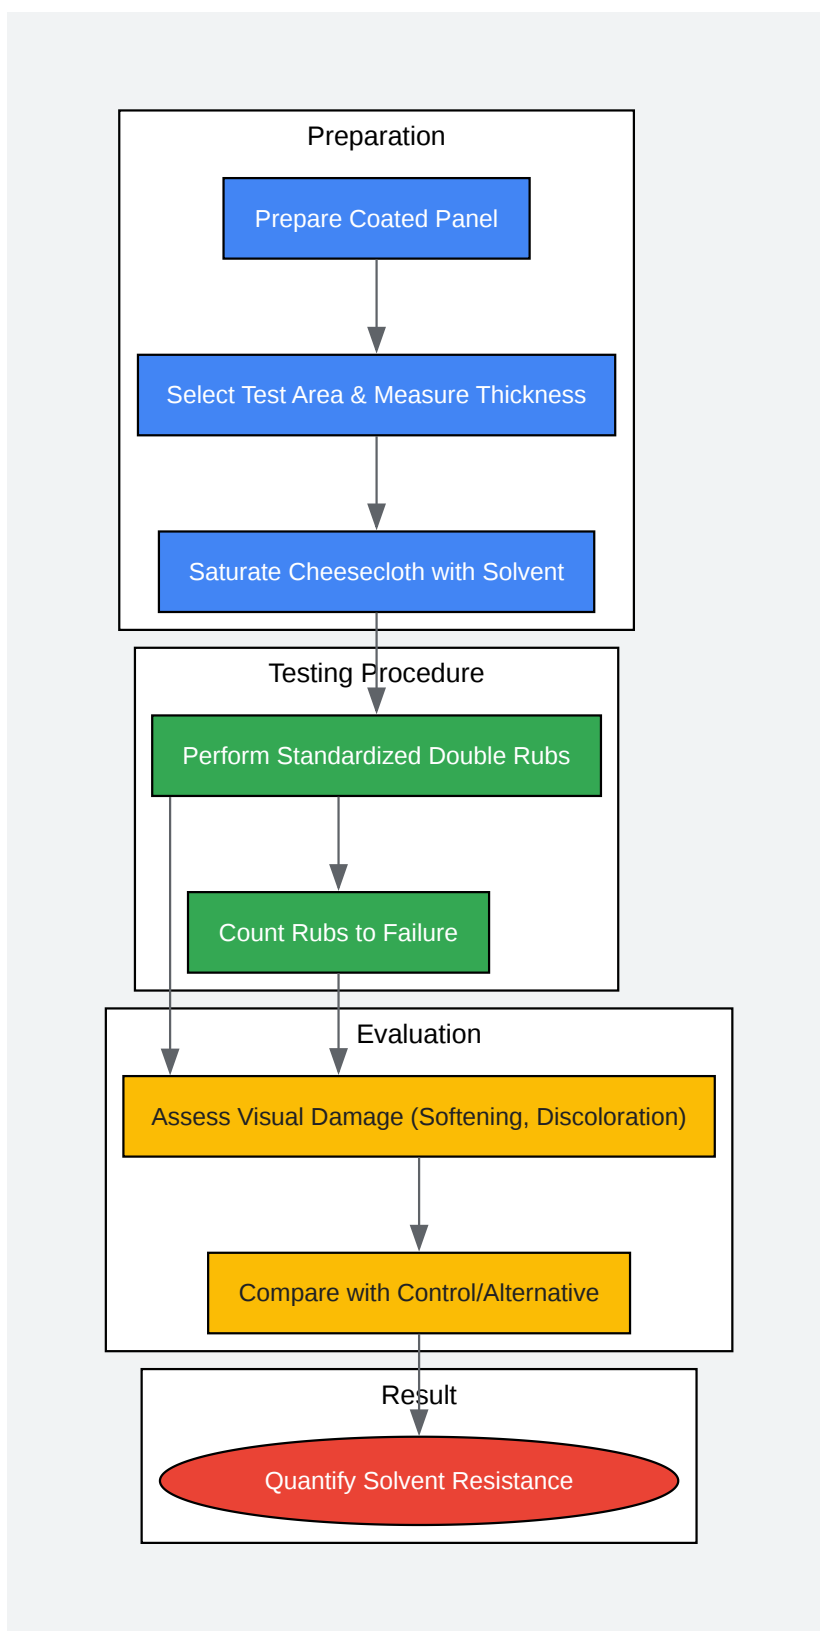 Preparation
Prepare Coated Panel
Select Test Area & Measure Thickness
Saturate Cheesecloth with Solvent
Testing Procedure
Perform Standardized Double Rubs
Count Rubs to Failure
Evaluation
Assess Visual Damage (Softening, Discoloration)
Compare with Control/Alternative
Result
Quantify Solvent Resistance